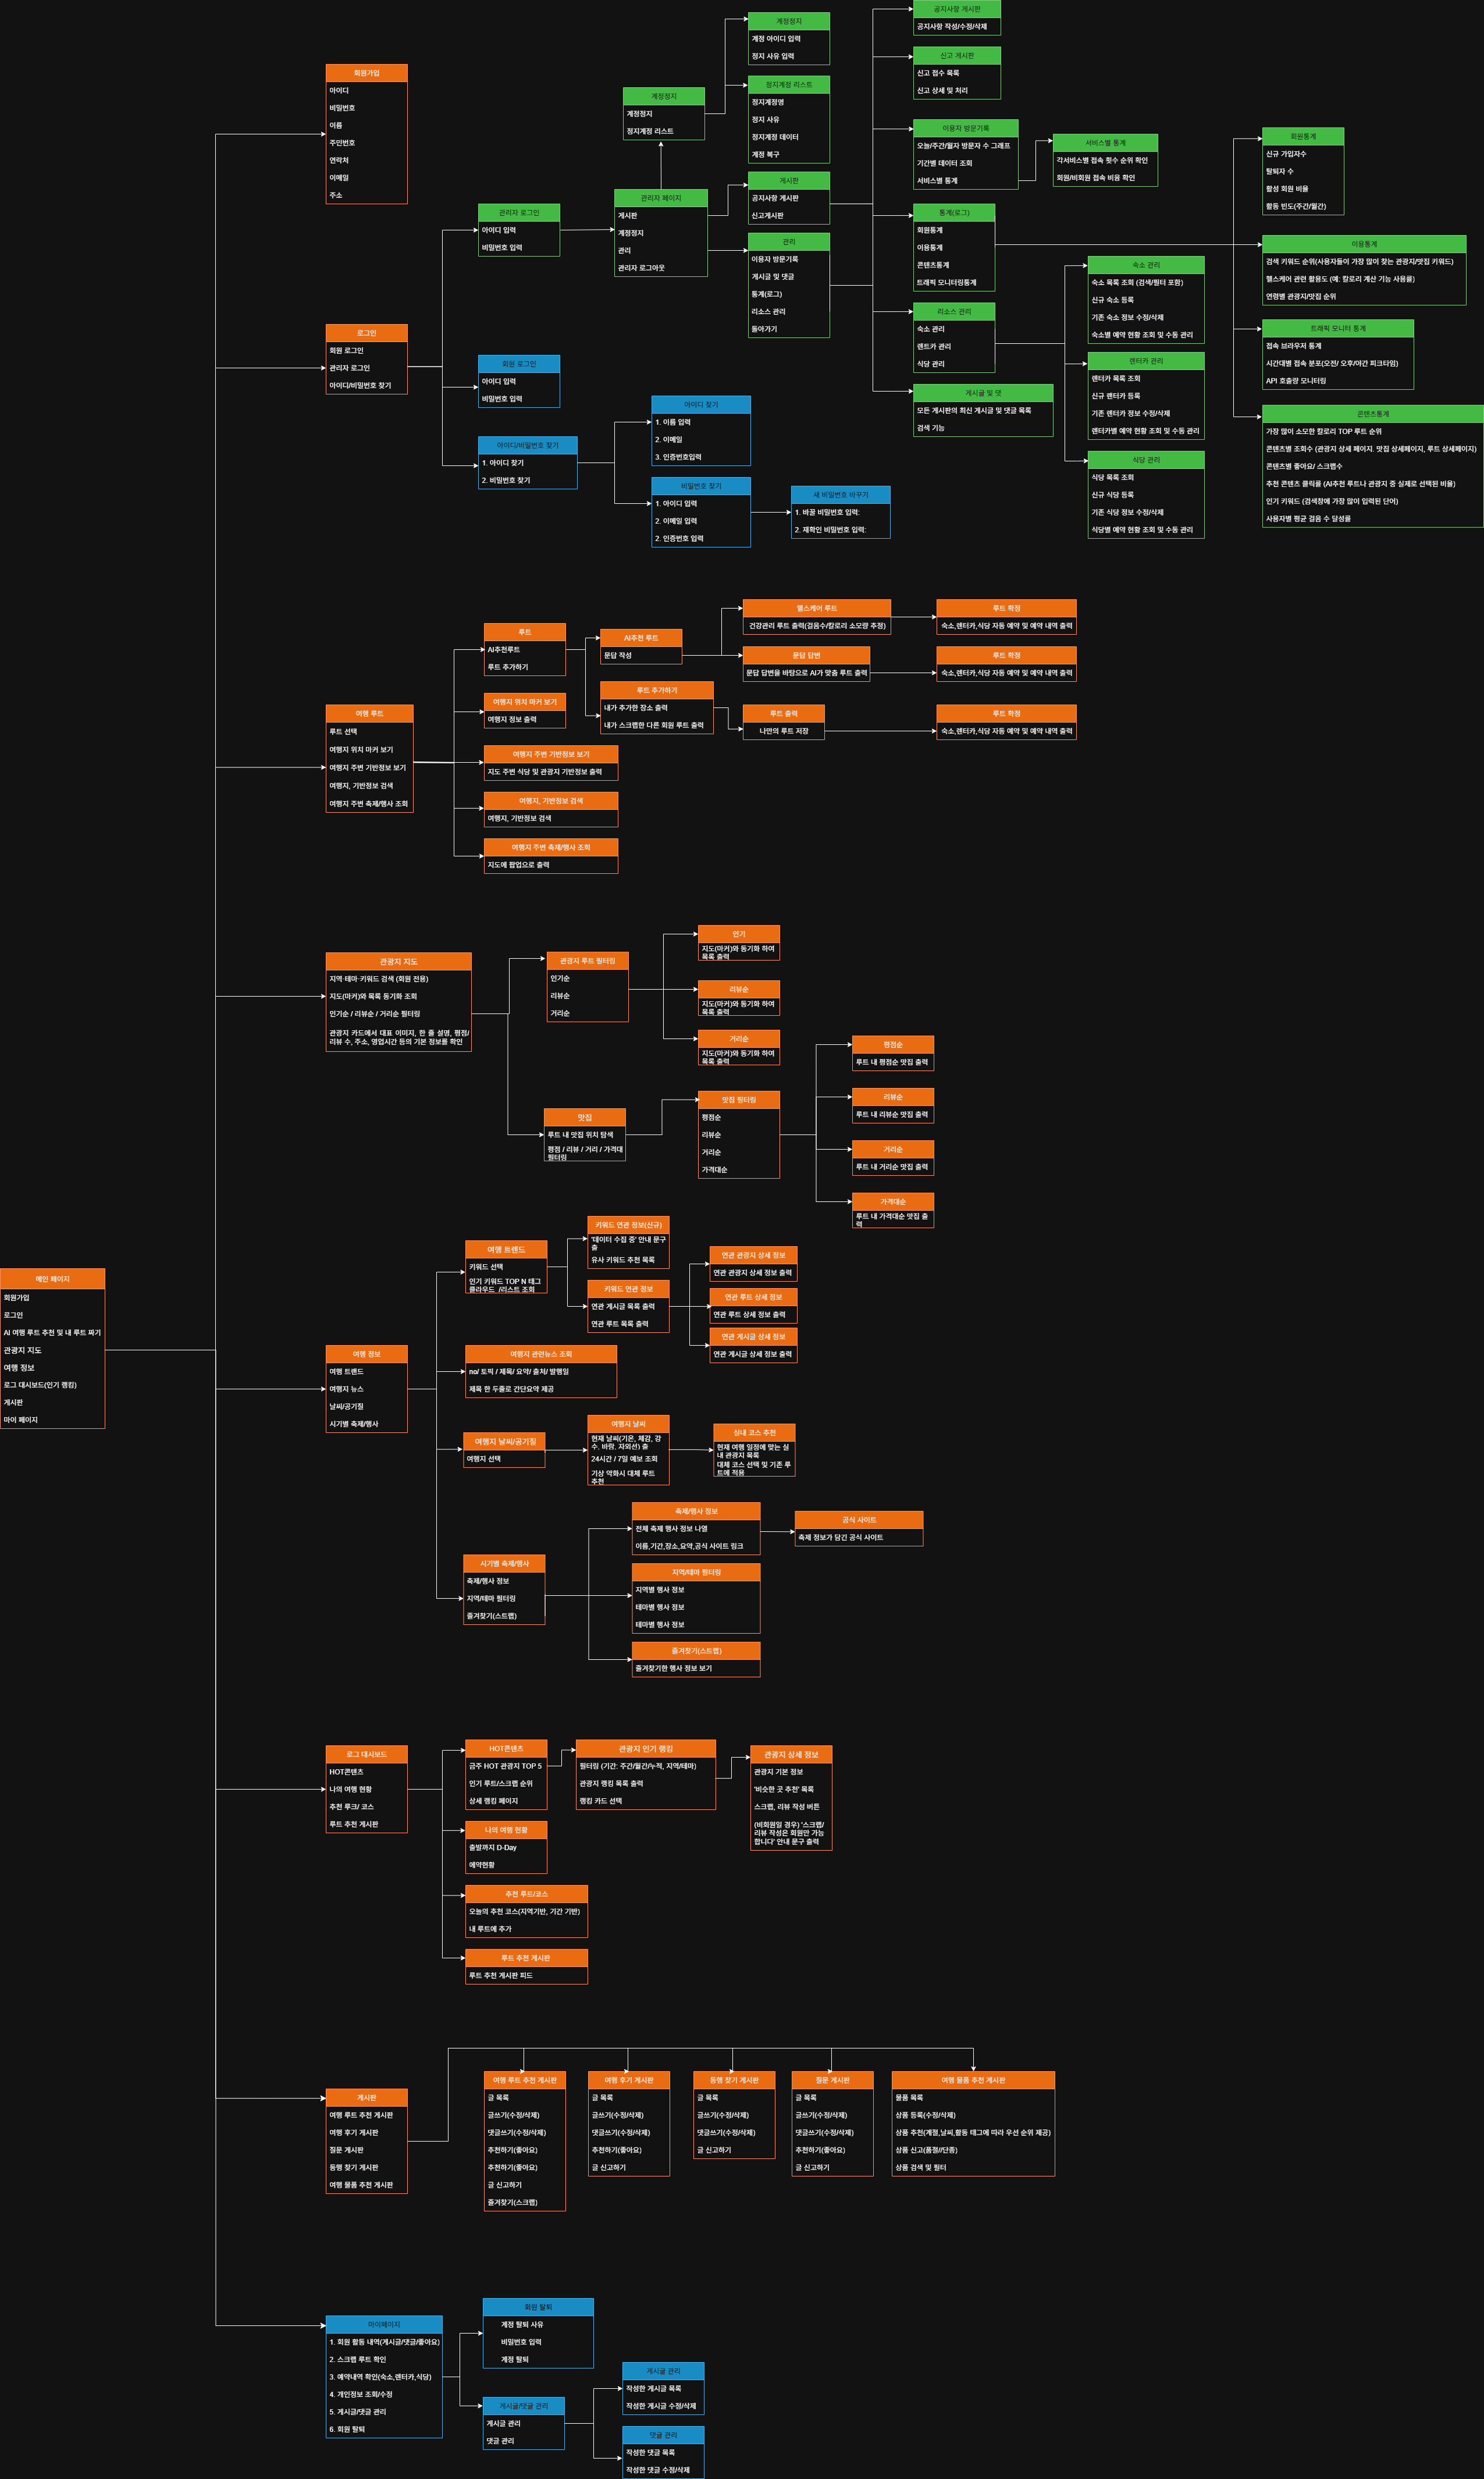 메인 페이지
회원가입
로그인
AI 여행 루트 추천 및 내 루트 짜기
관광지 지도
여행 정보
로그 대시보드(인기 랭킹)
게시판
마이 페이지
회원가입
아이디
비밀번호
이름
주민번호
연락처
이메일
주소
로그인
회원 로그인
관리자 로그인
아이디/비밀번호 찾기
관리자 로그인
아이디 입력
비밀번호 입력
회원 로그인
아이디 입력
비밀번호 입력
아이디/비밀번호 찾기
1. 아이디 찾기
2. 비밀번호 찾기
아이디 찾기
1. 이름 입력
2. 이메일
3. 인증번호입력
비밀번호 찾기
1. 아이디 입력
2. 이메일 입력
2. 인증번호 입력
새 비밀번호 바꾸기
1. 바꿀 비밀번호 입력:
2. 재확인 비밀번호 입력:
관리자 페이지
게시판
계정정지
관리
관리자 로그아웃
계정정지
계정정지
정지계정 리스트
계정정지
계정 아이디 입력
정지 사유 입력
정지계정 리스트
정지계정명
정지 사유
정지계정 데이터
계정 복구
게시판
공지사항 게시판
신고게시판
관리
이용자 방문기록
게시글 및 댓글
통계(로그)
리소스 관리
돌아가기
공지사항 게시판
공지사항 작성/수정/삭제
신고 게시판
신고 접수 목록
신고 상세 및 처리
이용자 방문기록
오늘/주간/월자 방문자 수 그래프
기간별 데이터 조회
서비스별 통계
서비스별 통계
각서비스별 접속 횟수 순위 확인
회원/비회원 접속 비율 확인
통계(로그)
회원통계
이용통계
콘텐츠통계
트래픽 모니터링통계
리소스 관리
숙소 관리
렌트카 관리
식당 관리
게시글 및 댓
모든 게시판의 최신 게시글 및 댓글 목록
검색 기능
숙소 관리
숙소 목록 조회 (검색/필터 포함)
신규 숙소 등록
기존 숙소 정보 수정/삭제
숙소별 예약 현황 조회 및 수동 관리
렌터카 관리
렌터카 목록 조회
신규 렌터카 등록
기존 렌터카 정보 수정/삭제
렌터카별 예약 현황 조회 및 수동 관리
식당 관리
식당 목록 조회
신규 식당 등록
기존 식당 정보 수정/삭제
식당별 예약 현황 조회 및 수동 관리
회원통계
신규 가입자수
탈퇴자 수
활성 회원 비율
활동 빈도(주간/월간)
이용통계
검색 키워드 순위(사용자들이 가장 많이 찾는 관광지/맛집 키워드)
헬스케어 관련 활용도 (예: 칼로리 계산 기능 사용률)
연령별 관광지/맛집 순위
트래픽 모니터 통계
접속 브라우저 통계
시간대별 접속 분포(오전/ 오후/야간 피크타임)
API 호출량 모니터링
콘텐츠통계
가장 많이 소모한 칼로리 TOP 루트 순위
콘텐츠별 조회수 (관광지 상세 페이지. 맛집 상세페이지, 루트 상세페이지)
콘텐츠별 좋아요/ 스크랩수
추천 콘텐츠 클릭률 (AI추천 루트나 관광지 중 실제로 선택된 비율)
인기 키워드 (검색창에 가장 많이 입력된 단어)
사용자별 평균 걸음 수 달성률
여행 루트
루트 선택
여행지 위치 마커 보기
여행지 주변 기반정보 보기
여행지, 기반정보 검색
여행지 주변 축제/행사 조회
루트
AI추천루트
루트 추가하기
여행지 위치 마커 보기
여행지 정보 출력
여행지 주변 기반정보 보기
지도 주변 식당 및 관광지 기반정보 출력
여행지, 기반정보 검색
여행지, 기반정보 검색
여행지 주변 축제/행사 조회
지도에 팝업으로 출력
AI추천 루트
문답 작성
루트 추가하기
내가 추가한 장소 출력
내가 스크랩한 다른 회원 루트 출력
헬스케어 루트
건강관리 루트 출력(걸음수/칼로리 소모량 추정)
문답 답변
문답 답변을 바탕으로 AI가 맞춤 루트 출력
루트 출력
나만의 루트 저장
루트 확정
숙소,렌터카,식당 자동 예약 및 예약 내역 출력
루트 확정
숙소,렌터카,식당 자동 예약 및 예약 내역 출력
루트 확정
숙소,렌터카,식당 자동 예약 및 예약 내역 출력
관광지 지도
지역·테마·키워드 검색 (회원 전용)
지도(마커)와 목록 동기화 조회
인기순 / 리뷰순 / 거리순 필터링
관광지 카드에서 대표 이미지, 한 줄 설명, 평점/
리뷰 수, 주소, 영업시간 등의 기본 정보를 확인
관광지 루트 필터링
인기순
리뷰순
거리순
인기
지도(마커)와 동기화 하여
목록 출력
리뷰순
지도(마커)와 동기화 하여
목록 출력
거리순
지도(마커)와 동기화 하여
목록 출력
맛집
루트 내 맛집 위치 탐색
평점 / 리뷰 / 거리 / 가격대
필터링
맛집 필터링
평점순
리뷰순
거리순
가격대순
평점순
루트 내 평점순 맛집 출력
리뷰순
루트 내 리뷰순 맛집 출력
거리순
루트 내 거리순 맛집 출력
가격대순
루트 내 가격대순 맛집 출
력
여행 정보
여행 트렌드
여행지 뉴스
날씨/공기질
시기별 축제/행사
여행 트렌드
키워드 선택
인기 키워드 TOP N 태그
클라우드 /리스트 조회
키워드 연관 정보(신규)
'데이터 수집 중' 안내 문구
출
유사 키워드 추천 목록
키워드 연관 정보
연관 게시글 목록 출력
연관 루트 목록 출력
연관 관광지 상세 정보
연관 관광지 상세 정보 출력
연관 루트 상세 정보
연관 루트 상세 정보 출력
연관 게시글 상세 정보
연관 게시글 상세 정보 출력
여행지 관련뉴스 조회
no/ 토픽 / 제목/ 요약/ 출처/ 발행일
제목 한 두줄로 간단요약 제공
여행지 날씨/공기질
여행지 선택
여행지 날씨
현재 날씨(기온, 체감, 강
수, 바람, 자외선) 출
24시간 / 7일 예보 조회
기상 악화시 대체 루트
추천
실내 코스 추천
현재 여행 일정에 맞는 실
내 관광지 목록
대체 코스 선택 및 기존 루
트에 적용
시기별 축제/행사
축제/행사 정보
지역/테마 필터링
즐겨찾기(스트랩)
축제/행사 정보
전체 축제 행사 정보 나열
이름,기간,장소,요약,공식 사이트 링크
공식 사이트
축제 정보가 담긴 공식 사이트
지역/테마 필터링
지역별 행사 정보
테마별 행사 정보
테마별 행사 정보
즐겨찾기(스트랩)
즐겨찾기한 행사 정보 보기
로그 대시보드
HOT콘텐츠
나의 여행 현황
추천 루크/ 코스
루트 추천 게시판
HOT콘텐츠
금주 HOT 관광지 TOP 5
인기 루트/스크랩 순위
상세 랭킹 페이지
관광지 인기 랭킹
필터링 (기간: 주간/월간/누적, 지역/테마)
관광지 랭킹 목록 출력
랭킹 카드 선택
관광지 상세 정보
관광지 기본 정보
'비슷한 곳 추천' 목록
스크랩, 리뷰 작성 버튼
(비회원일 경우) '스크랩/
리뷰 작성은 회원만 가능
합니다' 안내 문구 출력
나의 여행 현황
출발까지 D-Day
예약현황
추천 루트/코스
오늘의 추천 코스(지역기반, 기간 기반)
내 루트에 추가
루트 추천 게시판
루트 추천 게시판 피드
게시판
여행 루트 추천 게시판
여행 후기 게시판
질문 게시판
동행 찾기 게시판
여행 물품 추천 게시판
여행 루트 추천 게시판
글 목록
글쓰기(수정/삭제)
댓글쓰기(수정/삭제)
추천하기(좋아요)
추천하기(좋아요)
글 신고하기
즐겨찾기(스크랩)
여행 후기 게시판
글 목록
글쓰기(수정/삭제)
댓글쓰기(수정/삭제)
추천하기(좋아요)
글 신고하기
동행 찾기 게시판
글 목록
글쓰기(수정/삭제)
댓글쓰기(수정/삭제)
글 신고하기
질문 게시판
글 목록
글쓰기(수정/삭제)
댓글쓰기(수정/삭제)
추천하기(좋아요)
글 신고하기
여행 물품 추천 게시판
물품 목록
상품 등록(수정/삭제)
상품 추천(계절,날씨,활동 태그에 따라 우선 순위 제공)
상품 신고(품절//단종)
상품 검색 및 필터
마이페이지
1. 회원 활동 내역(게시글/댓글/좋아요)
2. 스크랩 루트 확인
3. 예약내역 확인(숙소,렌터카,식당)
4. 개인정보 조회/수정
5. 게시글/댓글 관리
6. 회원 탈퇴
회원 탈퇴
계정 탈퇴 사유
비밀번호 입력
계정 탈퇴
게시글/댓글 관리
게시글 관리
댓글 관리
게시글 관리
작성한 게시글 목록
작성한 게시글 수정/삭제
댓글 관리
작성한 댓글 목록
작성한 댓글 수정/삭제